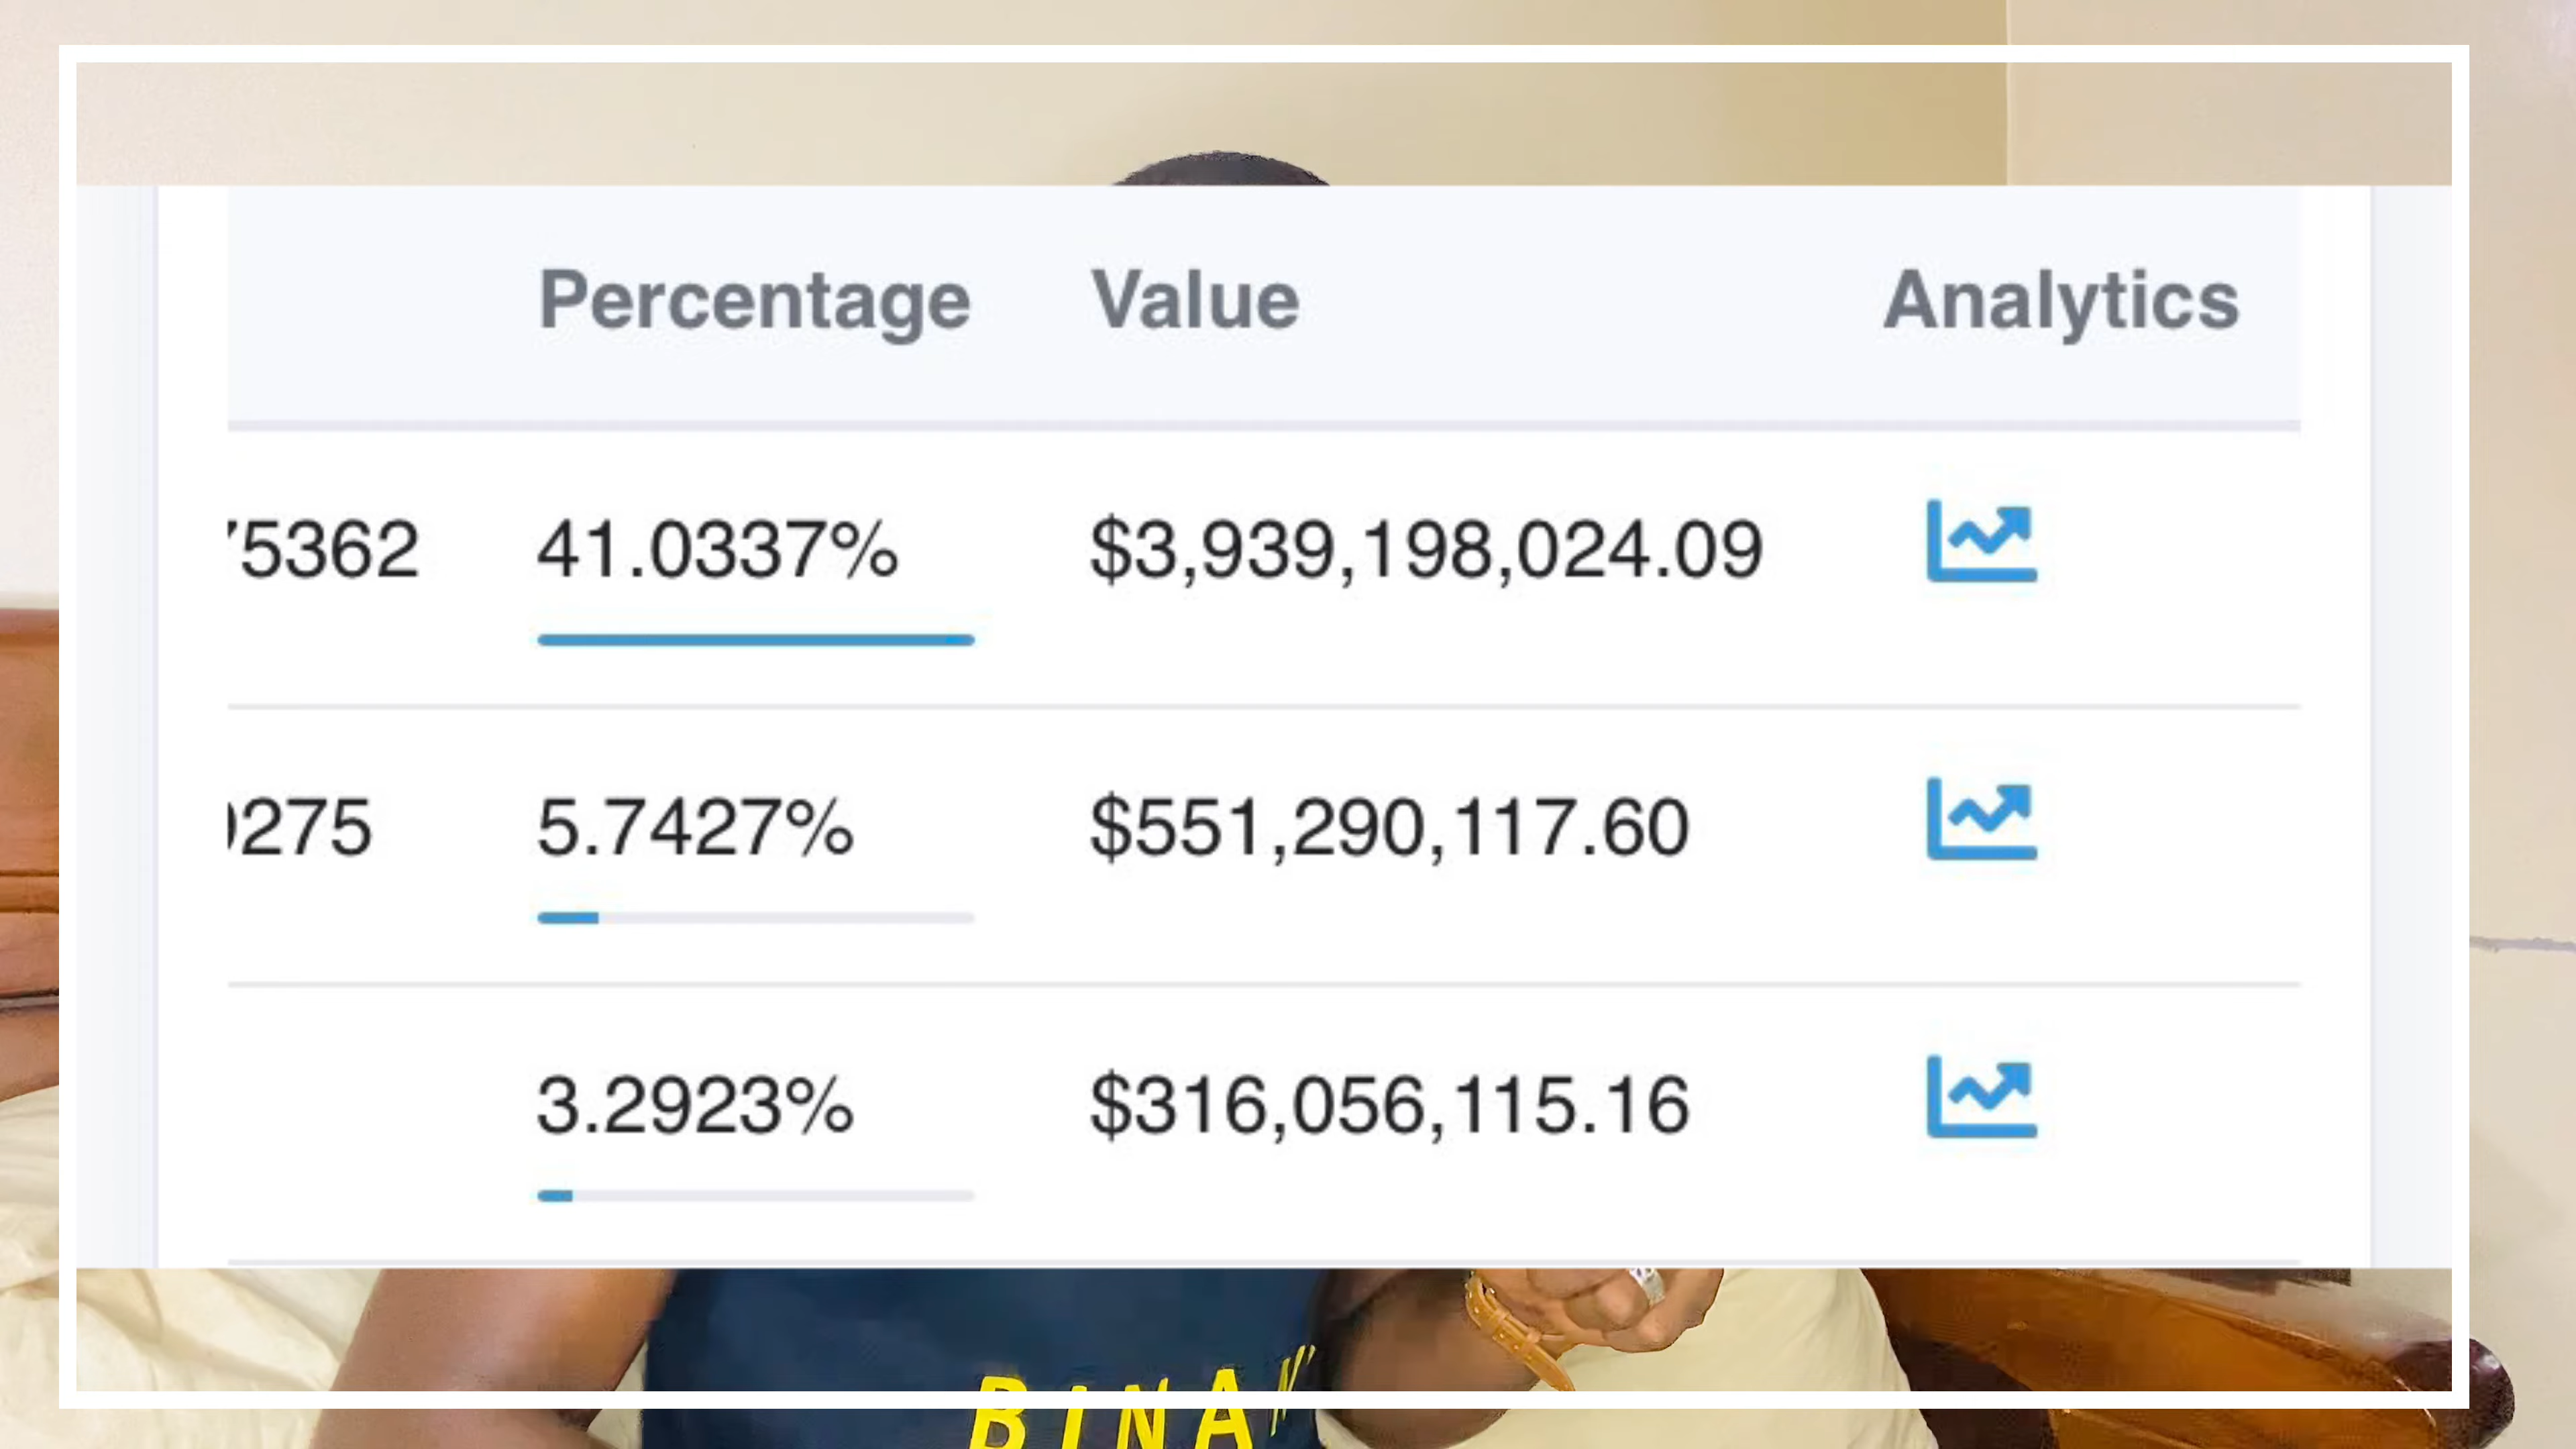 Percentage Value Analytics
5362 41.0337% $3,939,198,024.09
275 5.7427% $551,290,117.60
3.2923% $316,056,115.16
BINA